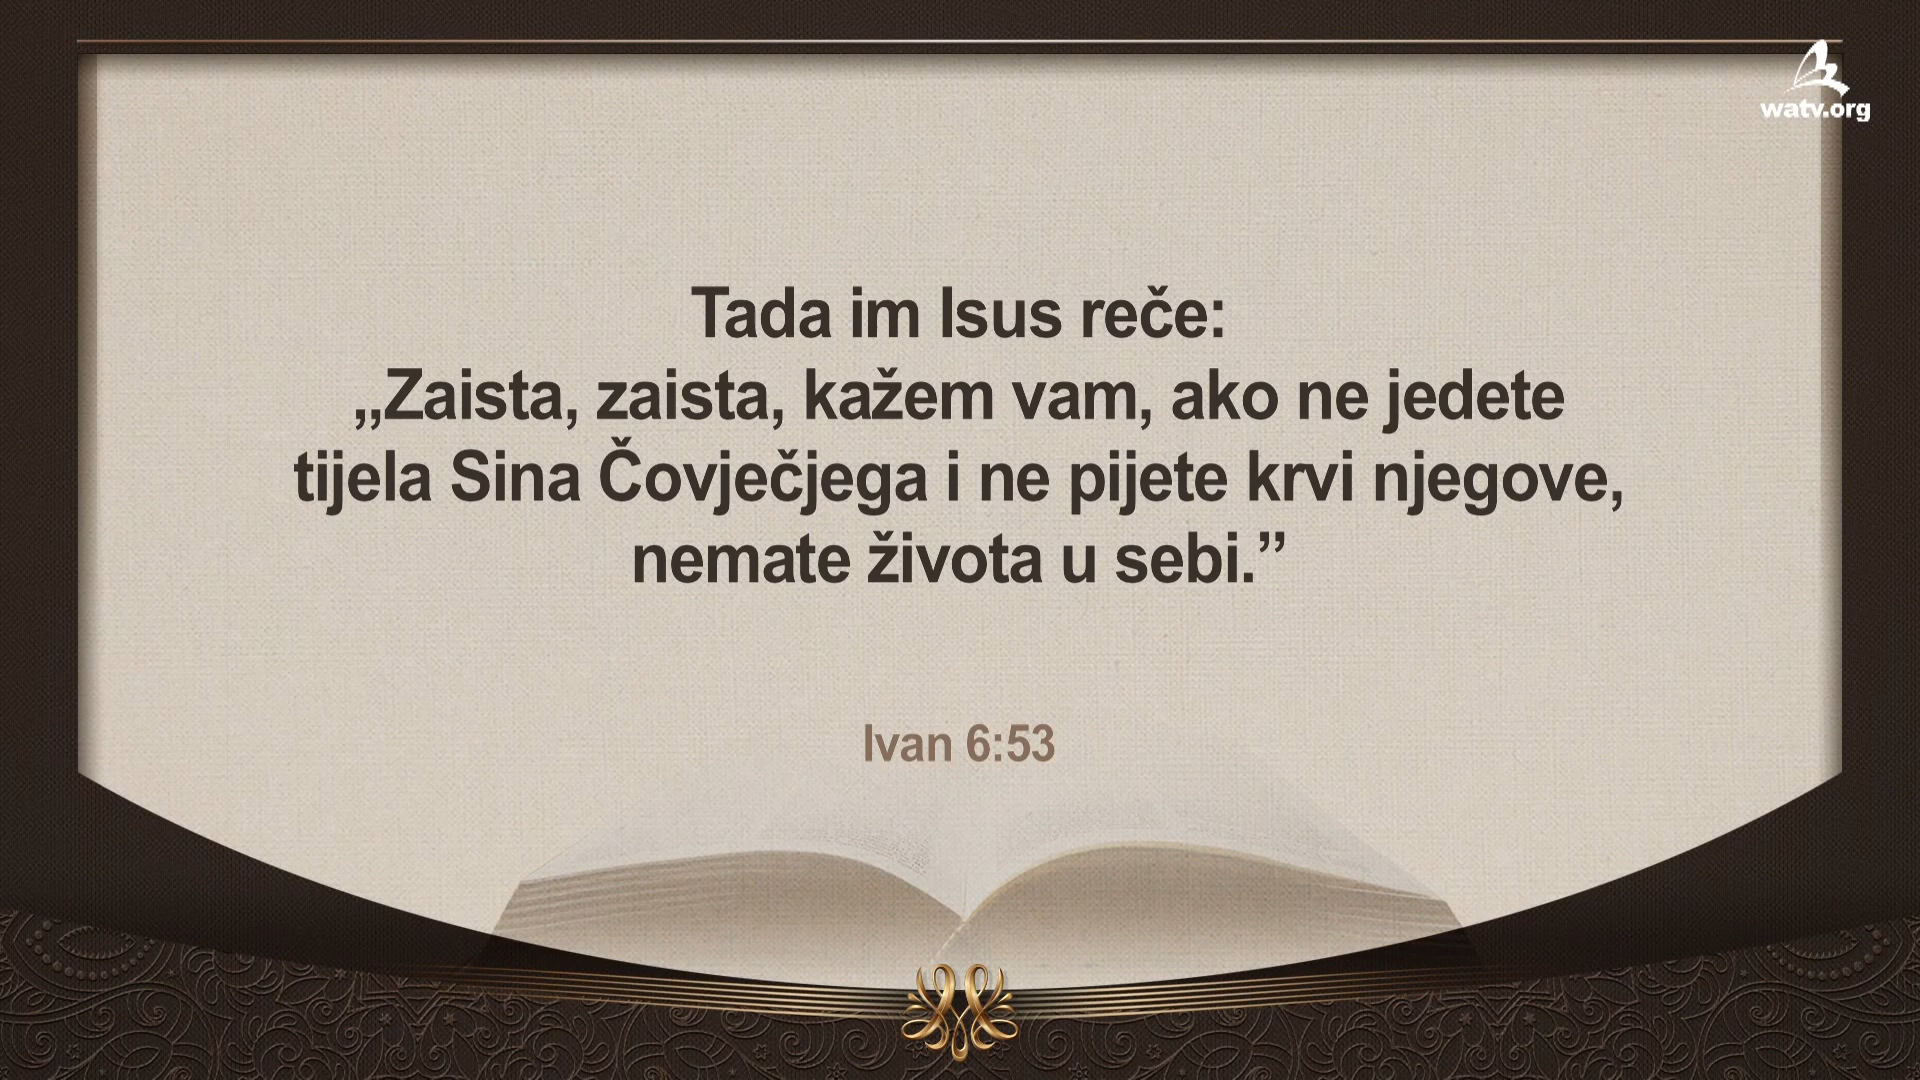 watv.org
Tada im Isus reče:
„Zaista, zaista, kažem vam, ako ne jedete
tijela Sina Čovječjega i ne pijete krvi njegove,
nemate života u sebi.”
Ivan 6:53